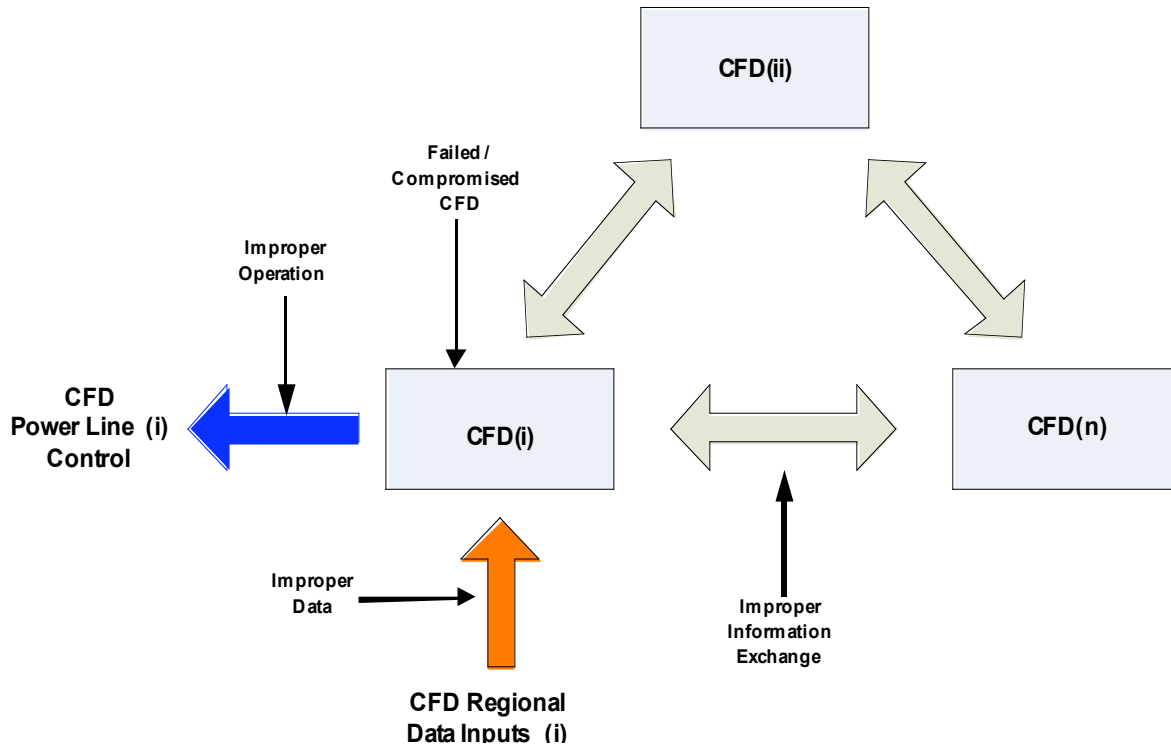 CFD(ii)
Failed /
Compromised
CFD
Improper
Operation
CFD
Power Line (i)
Control
CFD(i)
CFD(n)
Improper
Data
Improper
Information
Exchange
CFD Regional
Data Inputs (i)